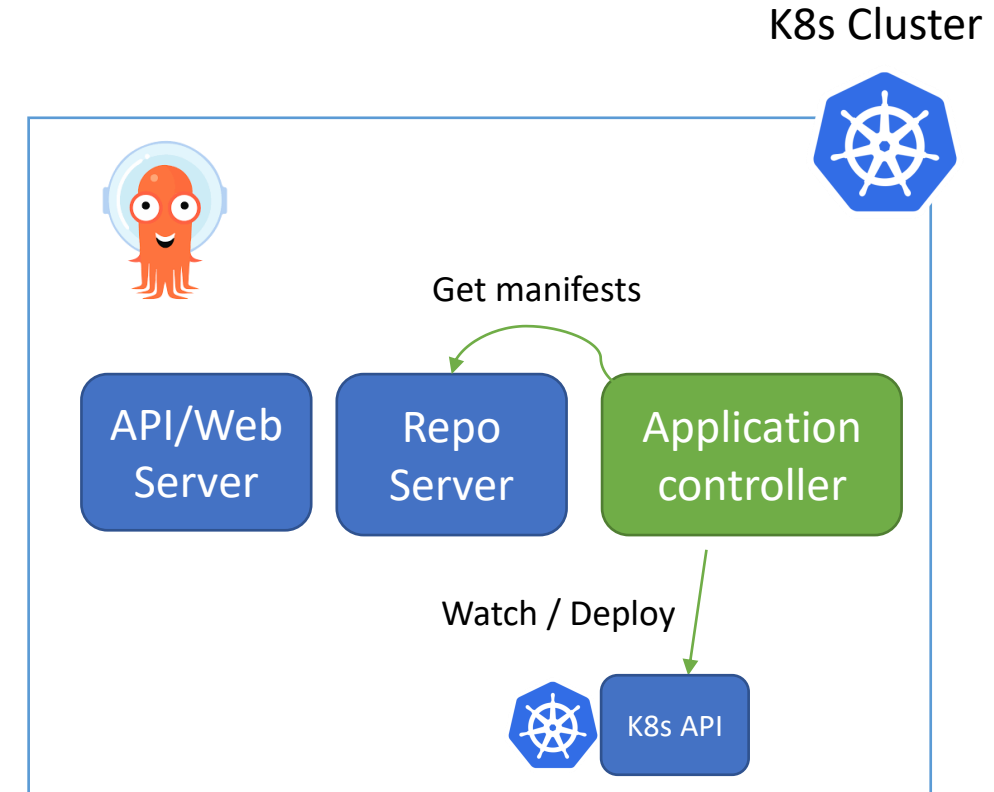 K8s Cluster
Get manifests
API/Web
Server
Repo
Server
Application
controller
Watch / Deploy
K8s API